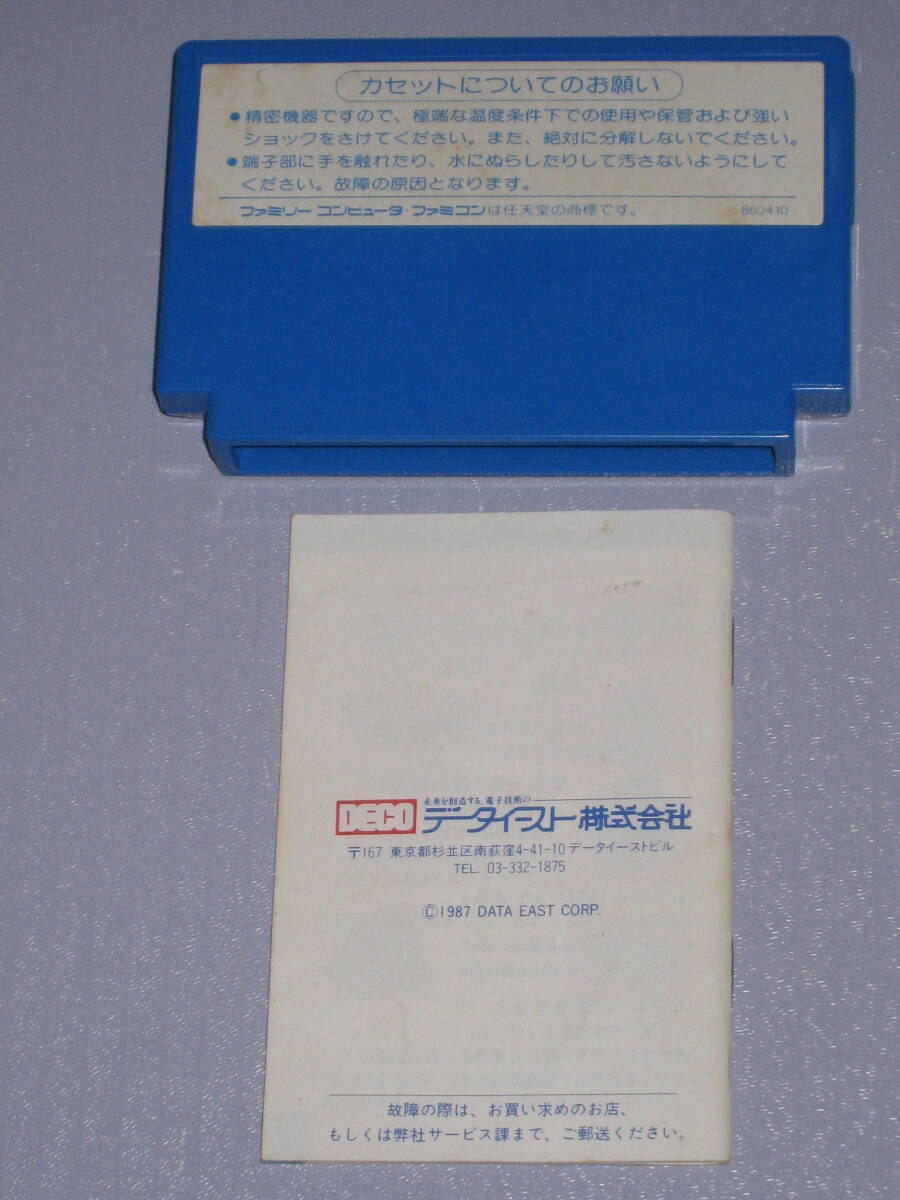 カセットについてのお願い
●精密機器ですので、極端な温度条件下での使用や保管および強い
ショックをさけてください。また、絶対に分解しないでください。
●端子部に手を触れたり、水にぬらしたりして汚さないようにして
ください。故障の原因となります。
ファミリー コンピュータ・ファミコンは任天堂の商標です。 860410
未来を創造する、電子技術の
DECO データイースト株式会社
〒167 東京都杉並区南荻窪4-41-10 データイーストビル
TEL. 03-332-1875
©1987 DATA EAST CORP.
故障の際は、お買い求めのお店、
もしくは弊社サービス課まで、ご郵送ください。